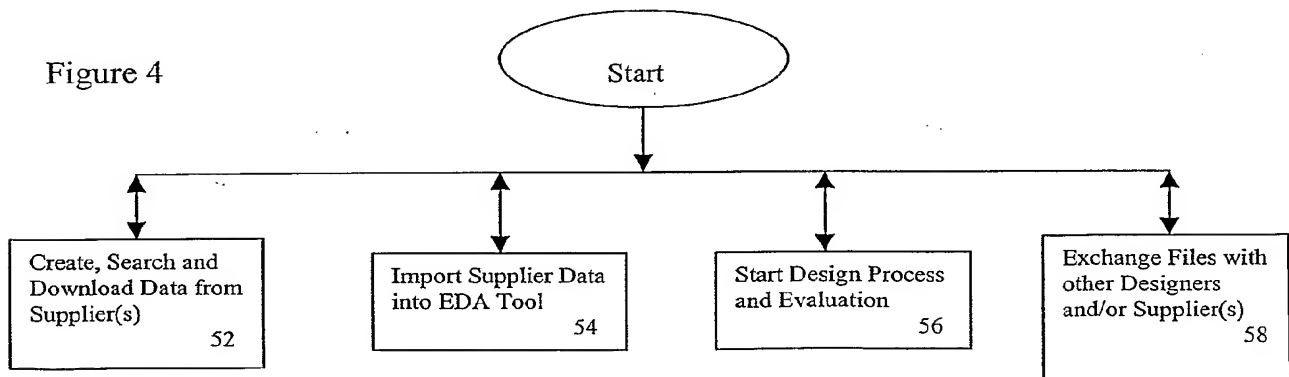 Figure 4
Start
Create, Search and
Download Data from
Supplier(s)
52
Import Supplier Data
into EDA Tool
54
Start Design Process
and Evaluation
56
Exchange Files with
other Designers
and/or Supplier(s)
58